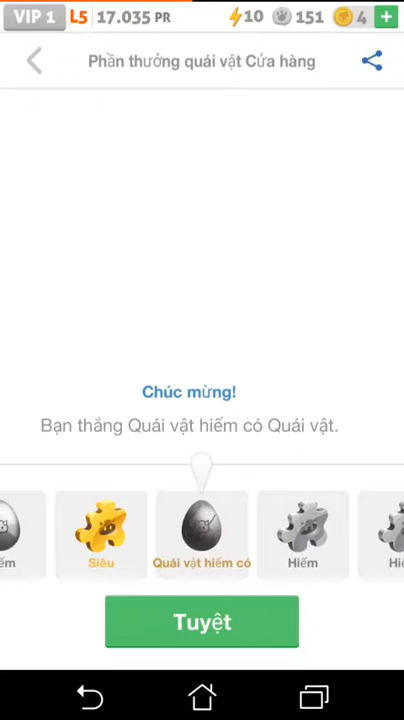 VIP 1 L5 17.035 PR 10 151 4 +
Phần thưởng quái vật Cửa hàng
Chúc mừng!
Bạn thắng Quái vật hiếm có Quái vật.
Siêu Quái vật hiếm có Hiếm
Tuyệt